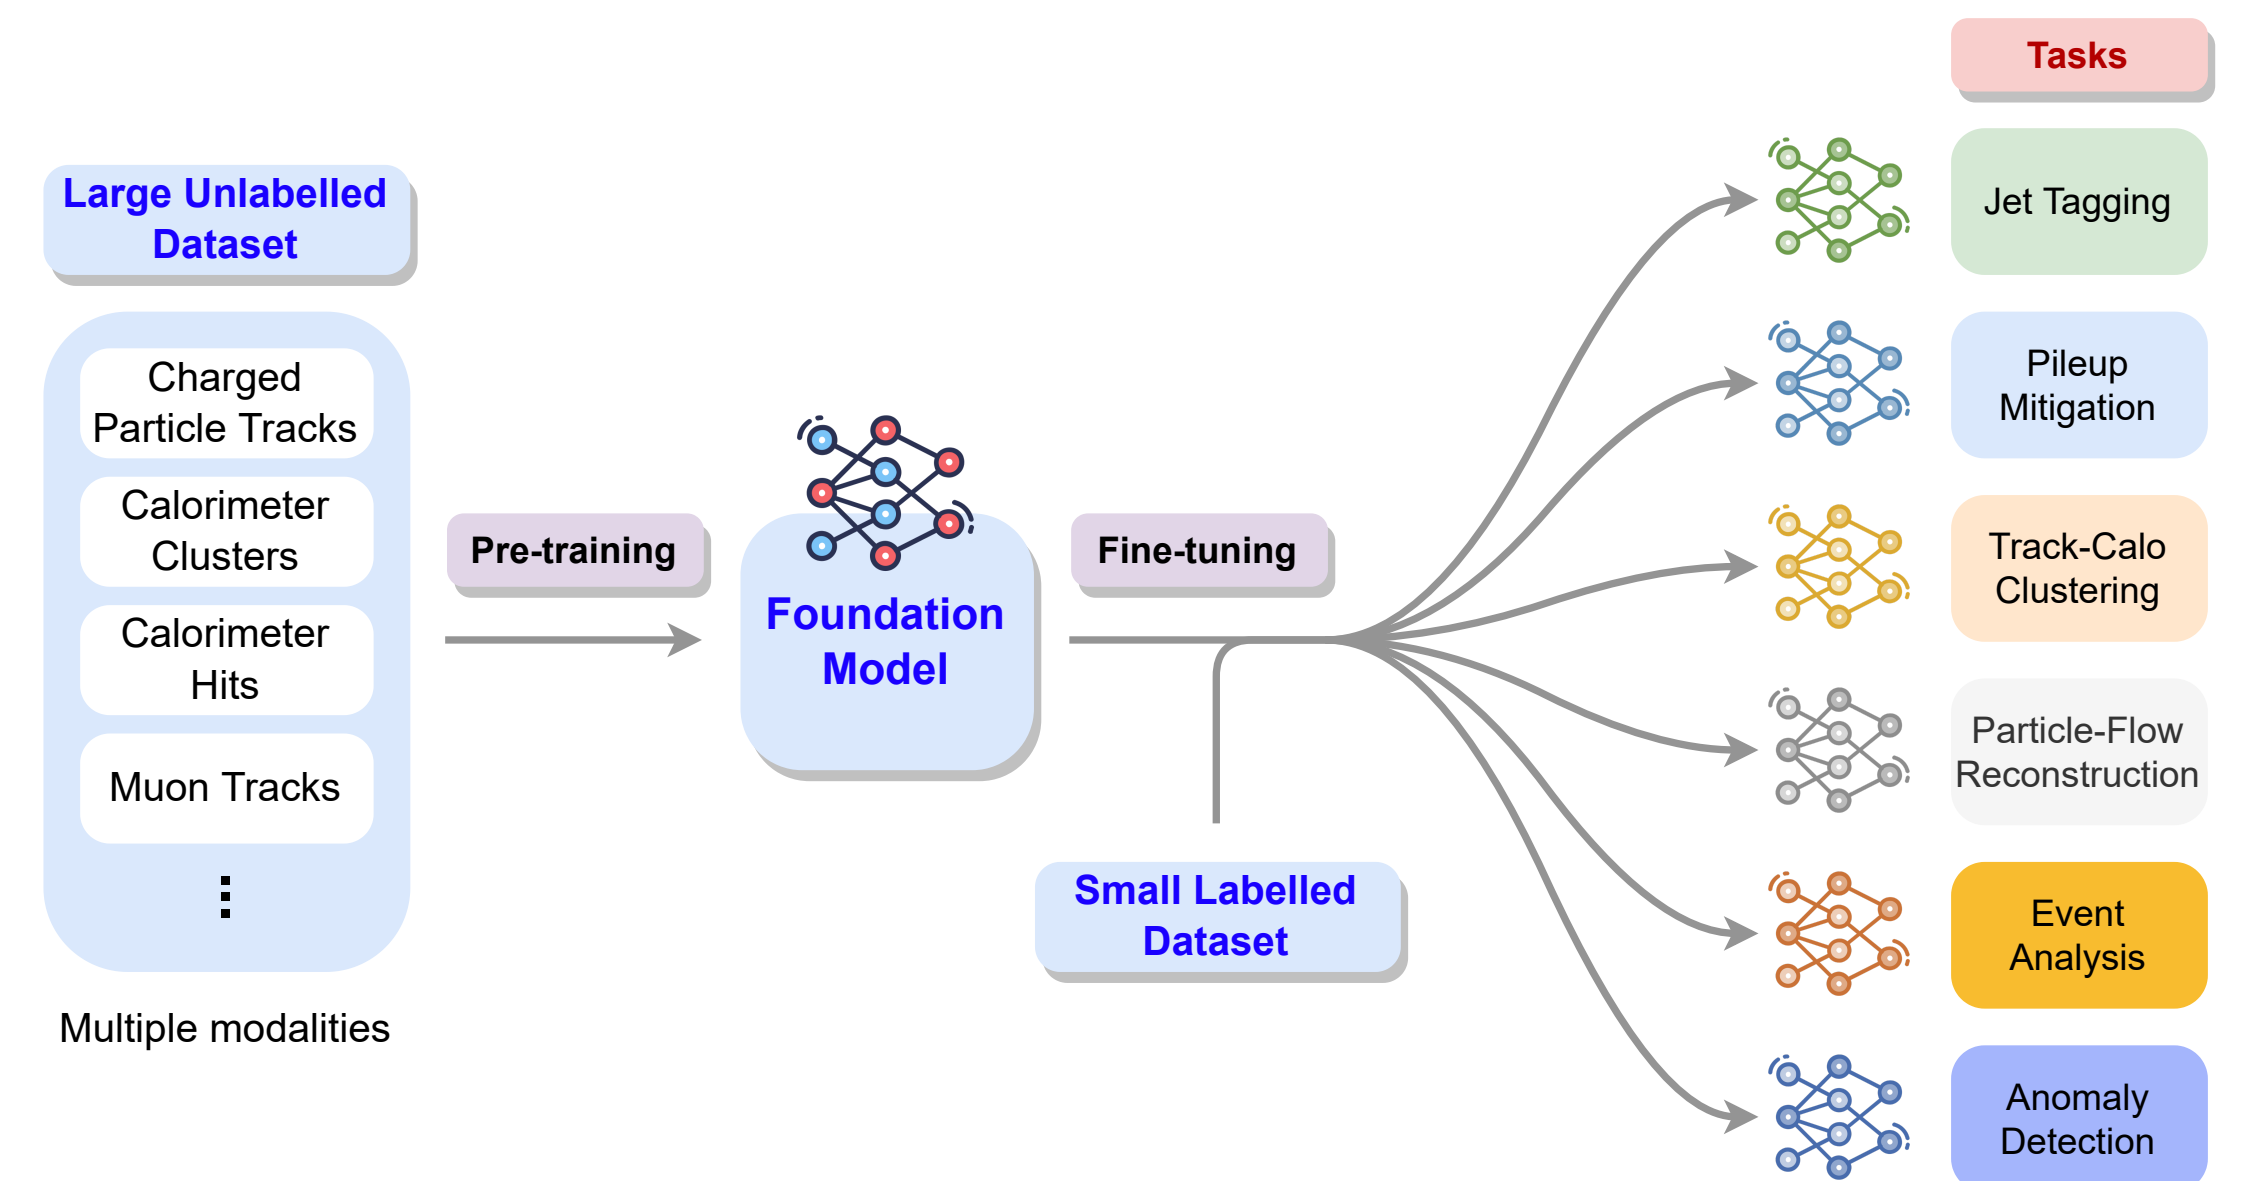 Large Unlabelled
Dataset
Charged
Particle Tracks
Calorimeter
Clusters
Calorimeter
Hits
Muon Tracks
Multiple modalities
Pre-training
Foundation
Model
Fine-tuning
Small Labelled
Dataset
Tasks
Jet Tagging
Pileup
Mitigation
Track-Calo
Clustering
Particle-Flow
Reconstruction
Event
Analysis
Anomaly
Detection